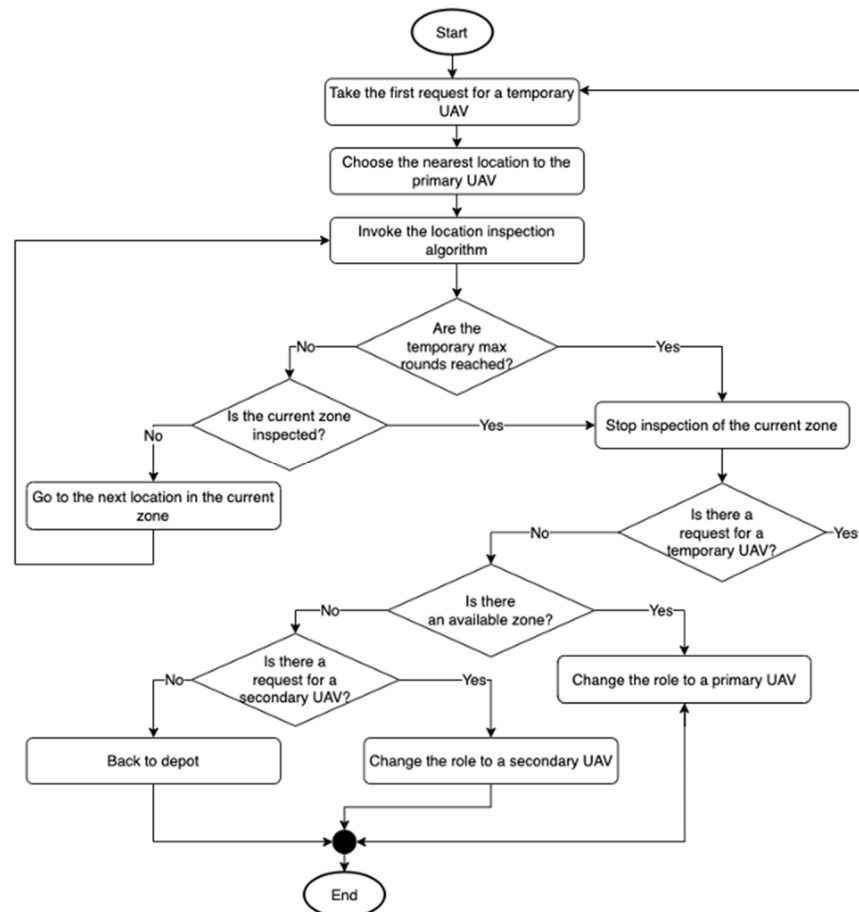 Start
Take the first request for a temporary
UAV
Choose the nearest location to the
primary UAV
Invoke the location inspection
algorithm
Are the
temporary max
rounds reached?
No
Yes
Is the current zone
inspected?
No
Yes
Stop inspection of the current zone
Go to the next location in the current
zone
Is there a
request for a
temporary UAV?
No
Yes
Is there
an available zone?
No
Yes
Is there a
request for a
secondary UAV?
No
Yes
Change the role to a primary UAV
Back to depot
Change the role to a secondary UAV
End